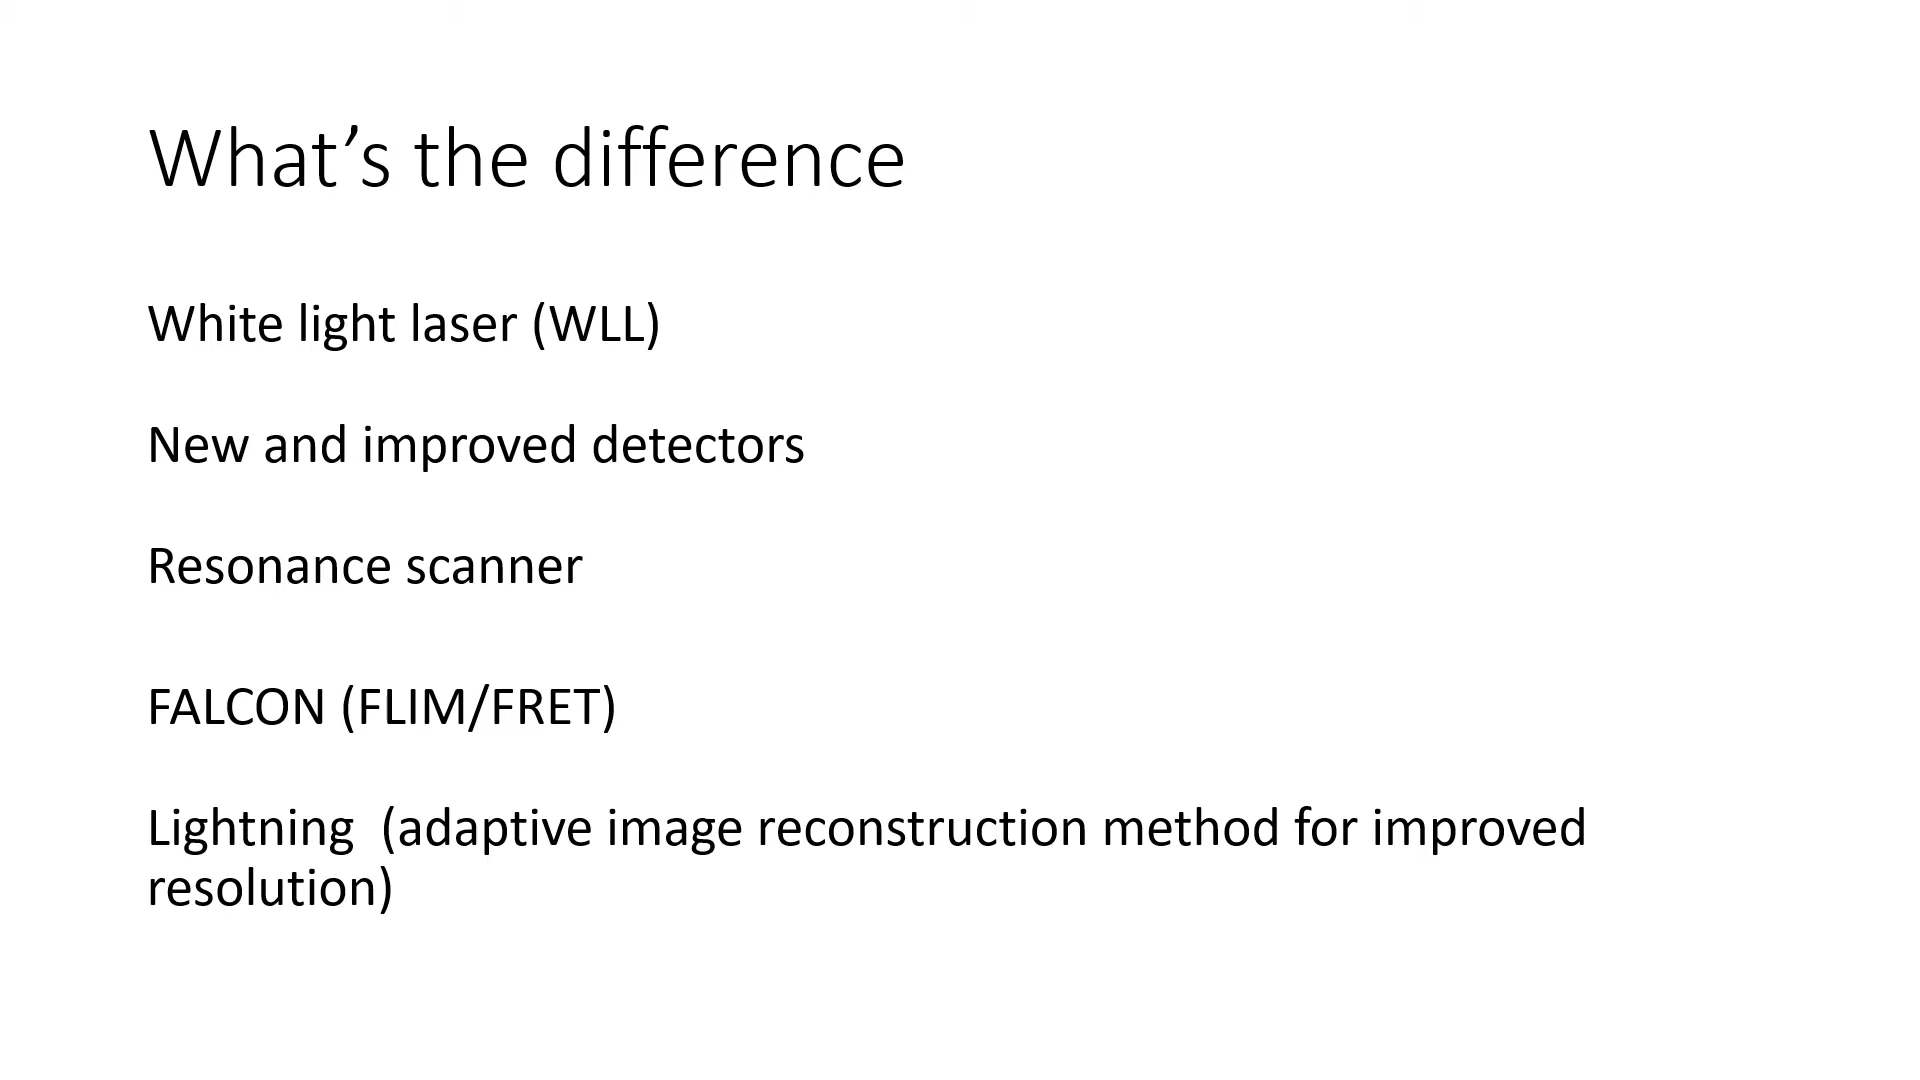 What’s the difference
White light laser (WLL)
New and improved detectors
Resonance scanner
FALCON (FLIM/FRET)
Lightning  (adaptive image reconstruction method for improved
resolution)